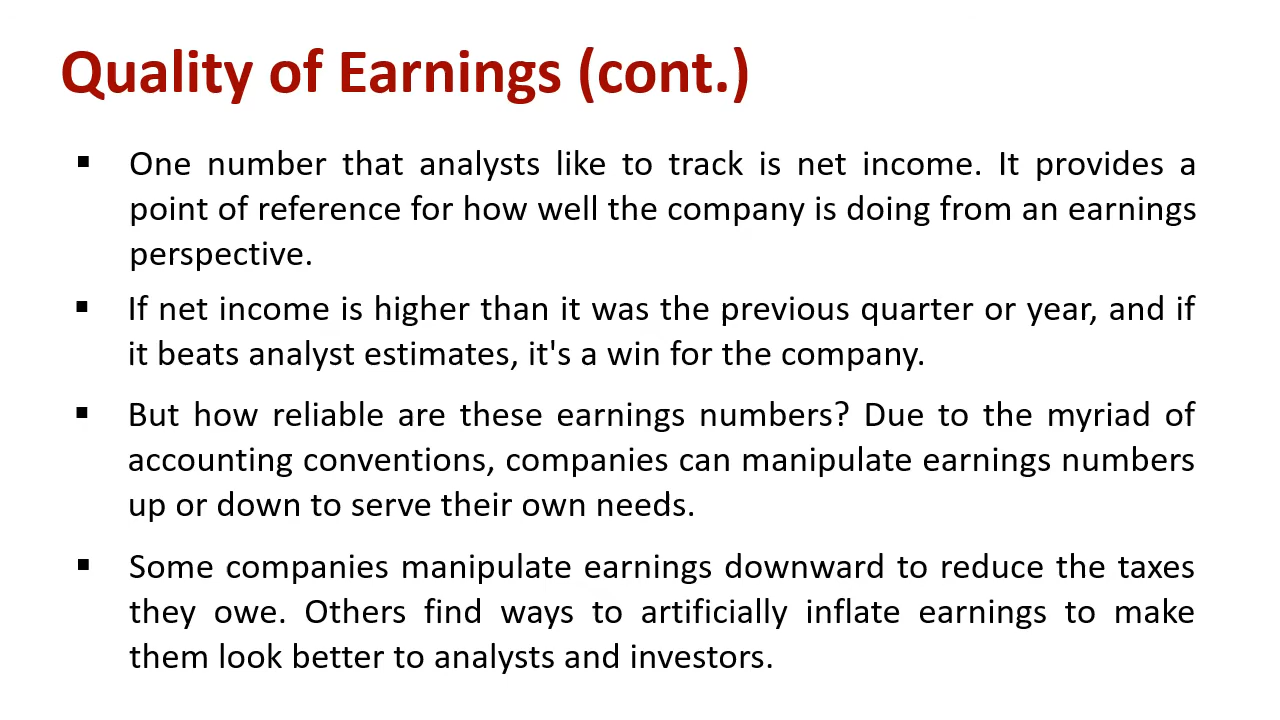 Quality of Earnings (cont.)
▪ One number that analysts like to track is net income. It provides a
point of reference for how well the company is doing from an earnings
perspective.
▪ If net income is higher than it was the previous quarter or year, and if
it beats analyst estimates, it's a win for the company.
▪ But how reliable are these earnings numbers? Due to the myriad of
accounting conventions, companies can manipulate earnings numbers
up or down to serve their own needs.
▪ Some companies manipulate earnings downward to reduce the taxes
they owe. Others find ways to artificially inflate earnings to make
them look better to analysts and investors.